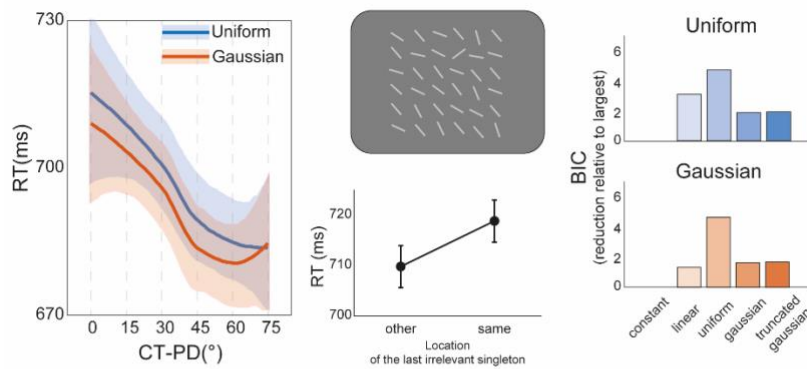 730
700
670
RT(ms)
Uniform
Gaussian
0 15 30 45 60 75
CT-PD(°)
720
710
700
RT
(ms)
other same
Location
of the last irrelevant singleton
Uniform
6
4
2
0
Gaussian
6
4
2
0
BIC
(reduction relative to largest)
constant
linear
uniform
gaussian
truncated
gaussian